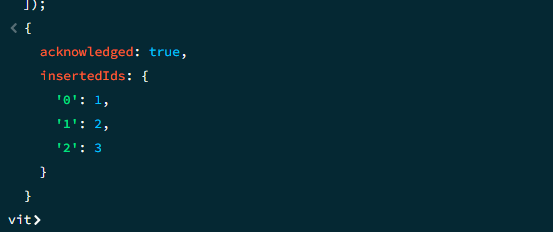 ]);
< {
acknowledged: true,
insertedIds: {
'0': 1,
'1': 2,
'2': 3
}
}
vit>